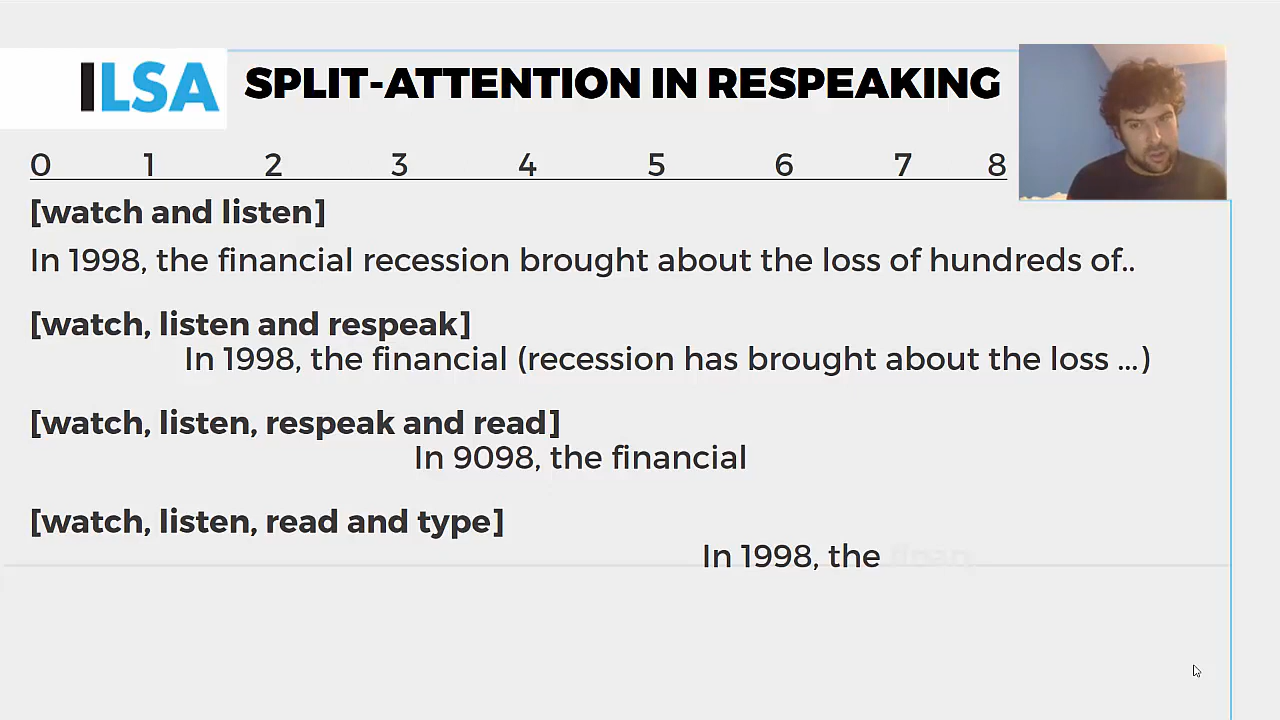 ILSA
SPLIT-ATTENTION IN RESPEAKING
0 1 2 3 4 5 6 7 8
[watch and listen]
In 1998, the financial recession brought about the loss of hundreds of..
[watch, listen and respeak]
In 1998, the financial (recession has brought about the loss ...)
[watch, listen, respeak and read]
In 9098, the financial
[watch, listen, read and type]
In 1998, the